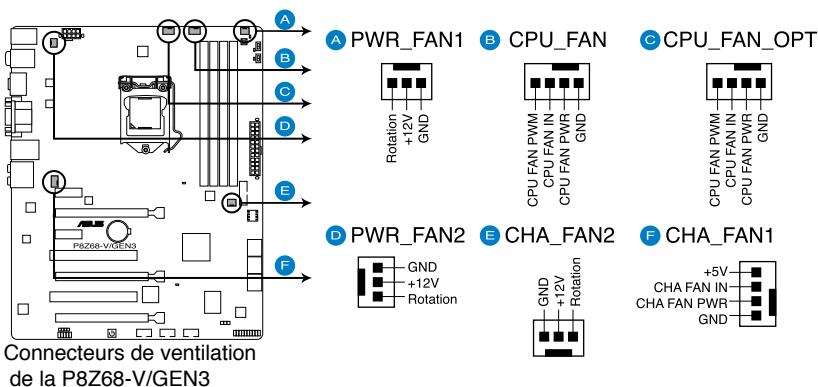 A
B
C
D
E
F
ASUS
P8Z68-V/GEN3
A PWR_FAN1
Rotation
+12V
GND
B CPU_FAN
CPU FAN PWM
CPU FAN IN
CPU FAN PWR
GND
C CPU_FAN_OPT
CPU FAN PWM
CPU FAN IN
CPU FAN PWR
GND
D PWR_FAN2
GND
+12V
Rotation
E CHA_FAN2
GND
+12V
Rotation
F CHA_FAN1
+5V
CHA FAN IN
CHA FAN PWR
GND
Connecteurs de ventilation
de la P8Z68-V/GEN3